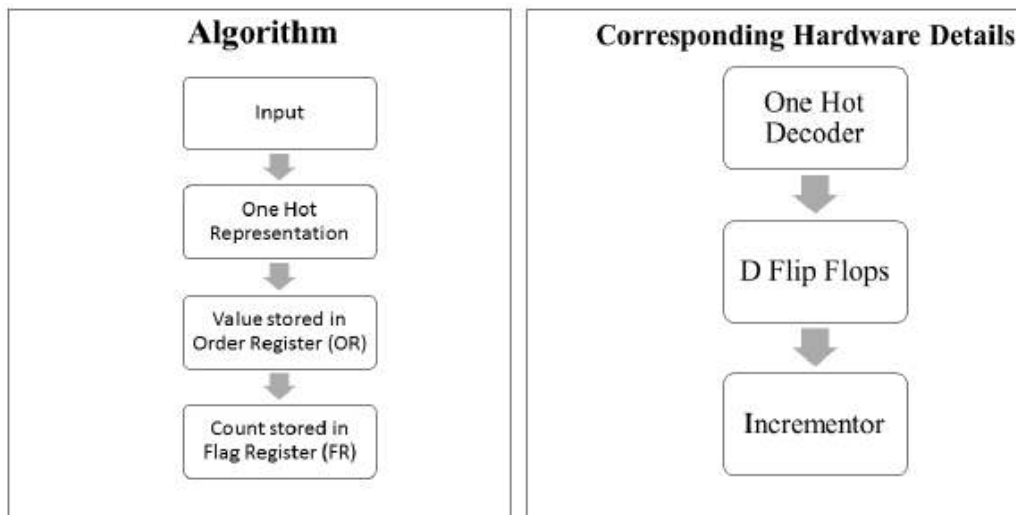 Algorithm
Input
One Hot
Representation
Value stored in
Order Register (OR)
Count stored in
Flag Register (FR)
Corresponding Hardware Details
One Hot
Decoder
D Flip Flops
Incrementor